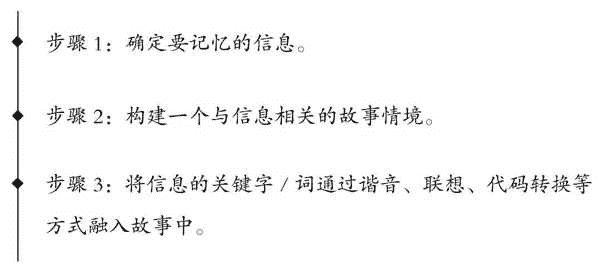 步骤 1：确定要记忆的信息。
步骤 2：构建一个与信息相关的故事情境。
步骤 3：将信息的关键字 / 词通过谐音、联想、代码转换等
方式融入故事中。